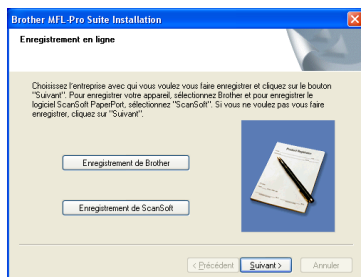 Brother MFL-Pro Suite Installation
Enregistrement en ligne
Choisissez l'entreprise avec qui vous voulez vous faire enregistrer et cliquez sur le bouton
"Suivant". Pour enregistrer votre appareil, sélectionnez Brother et pour enregistrer le
logiciel ScanSoft PaperPort, sélectionnez "ScanSoft". Si vous ne voulez pas vous faire
enregistrer, cliquez sur "Suivant".
Enregistrement de Brother
Enregistrement de ScanSoft
< Précédent
Suivant >
Annuler